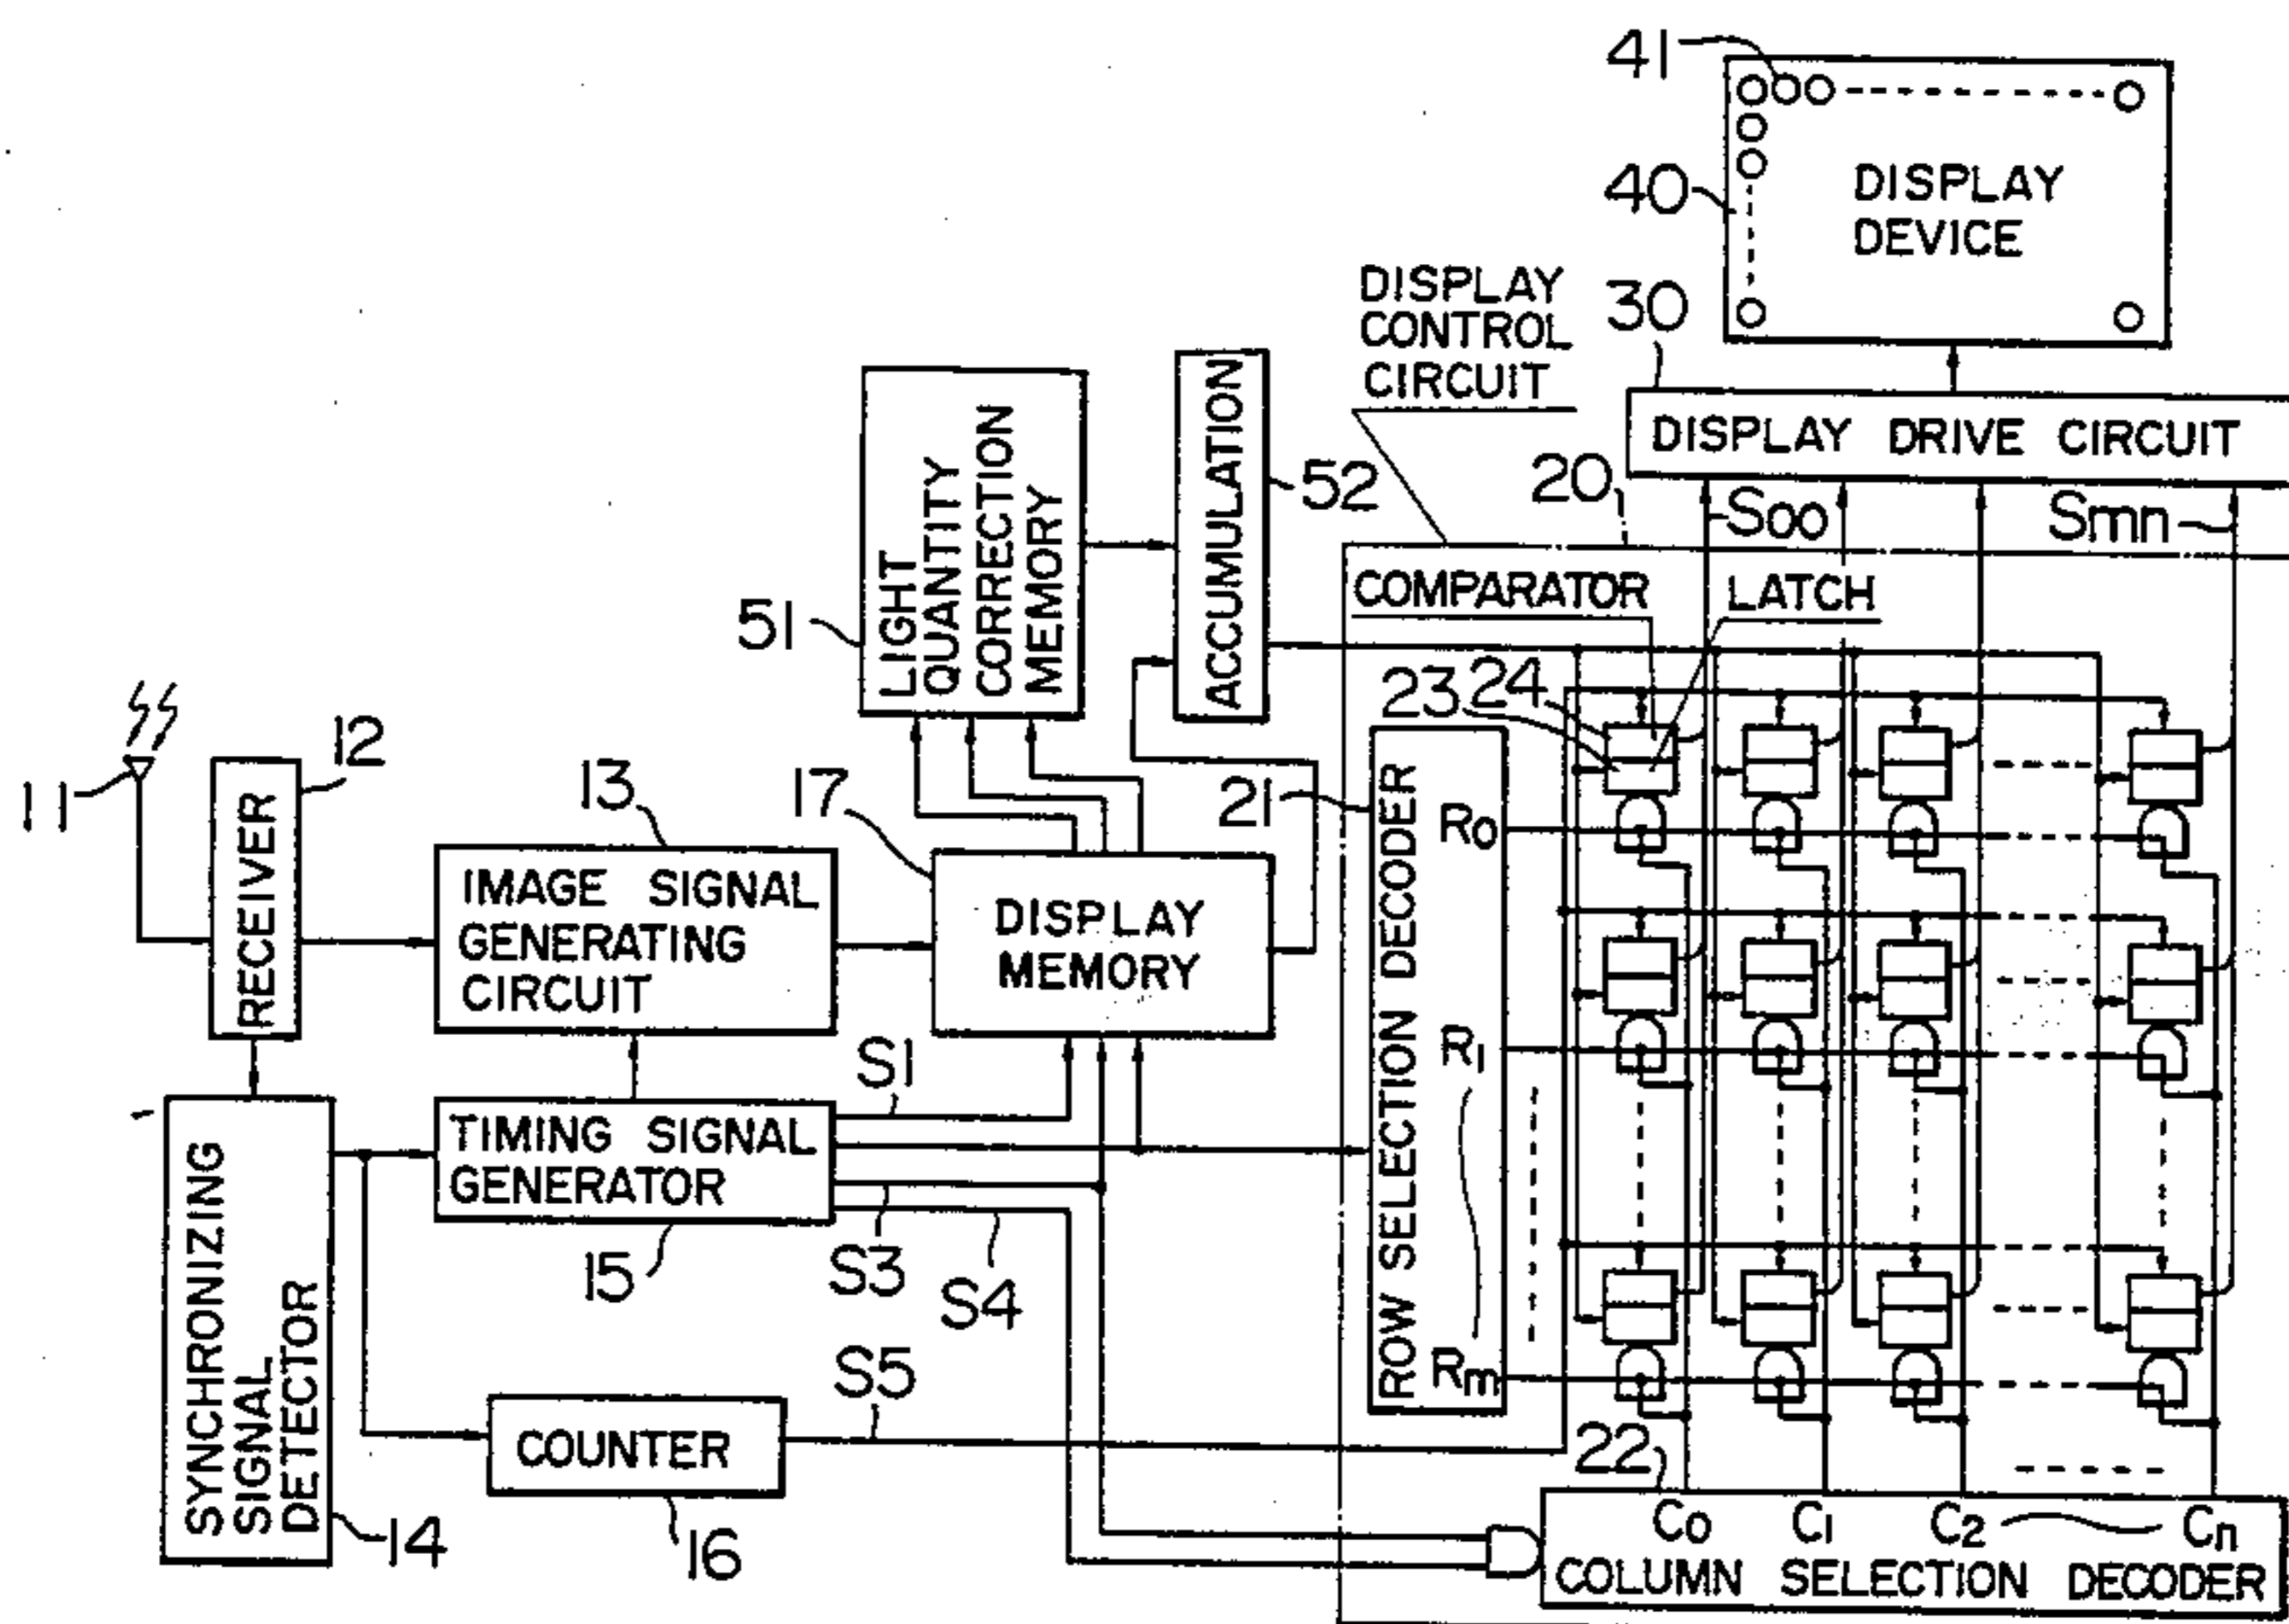 41
40
DISPLAY
DEVICE
30
DISPLAY
CONTROL
CIRCUIT
DISPLAY DRIVE CIRCUIT
20
S00
Smn
LIGHT
QUANTITY
CORRECTION
MEMORY
51
ACCUMULATION
52
COMPARATOR
LATCH
24
23
11
12
RECEIVER
13
IMAGE SIGNAL
GENERATING
CIRCUIT
17
DISPLAY
MEMORY
21
ROW SELECTION DECODER
R0
R1
Rm
SYNCHRONIZING
SIGNAL
DETECTOR
14
TIMING SIGNAL
GENERATOR
15
S1
S3
S4
S5
COUNTER
16
22
C0 C1 C2 Cn
COLUMN SELECTION DECODER